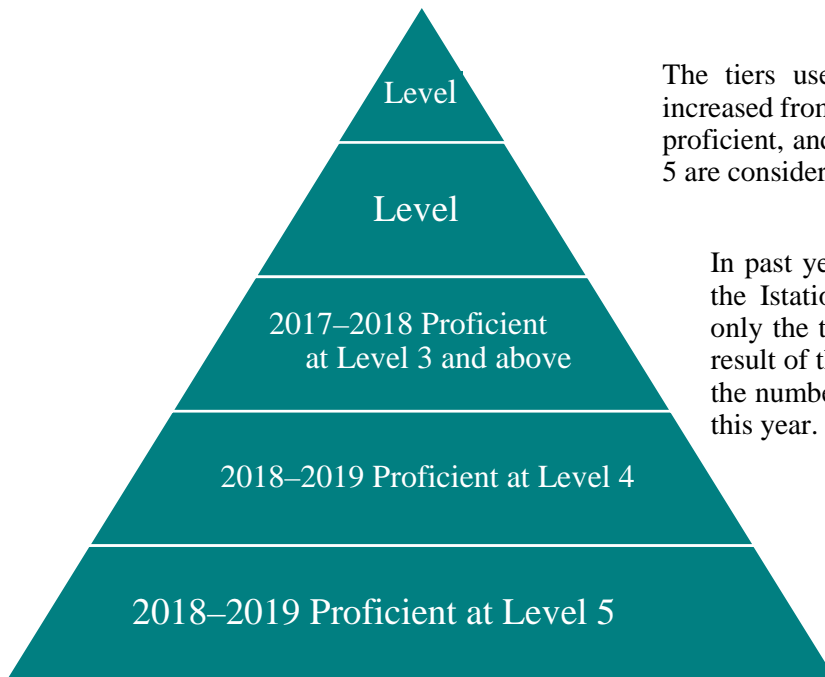 Level
Level
2017–2018 Proficient
at Level 3 and above
2018–2019 Proficient at Level 4
2018–2019 Proficient at Level 5
The tiers use
increased from
proficient, and
5 are consider
In past ye
the Istatio
only the t
result of th
the numbe
this year.